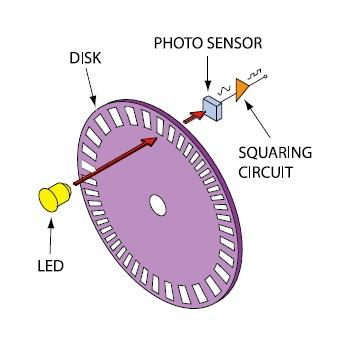 PHOTO SENSOR
DISK
SQUARING
CIRCUIT
LED